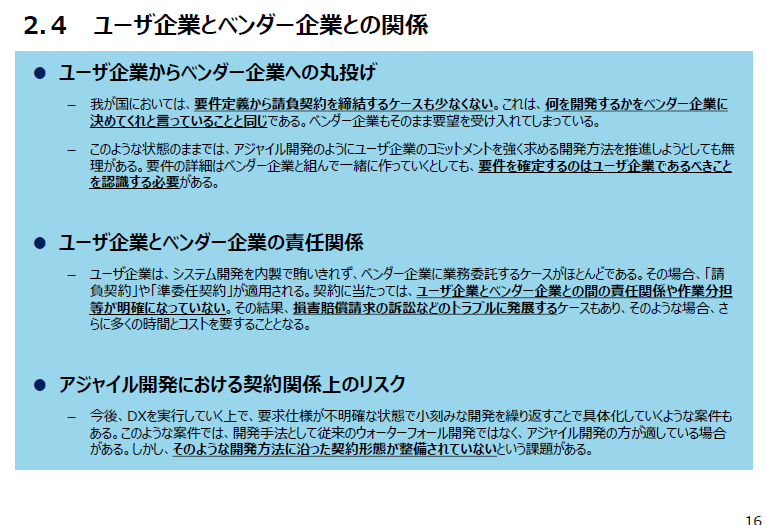 2.4 ユーザ企業とベンダー企業との関係
● ユーザ企業からベンダー企業への丸投げ
– 我が国においては、要件定義から請負契約を締結するケースも少なくない。これは、何を開発するかをベンダー企業に
決めてくれと言っていることと同じである。ベンダー企業もそのまま要望を受け入れてしまっている。
– このような状態のままでは、アジャイル開発のようにユーザ企業のコミットメントを強く求める開発方法を推進しようとしても無
理がある。要件の詳細はベンダー企業と組んで一緒に作っていくとしても、要件を確定するのはユーザ企業であるべきこと
を認識する必要がある。
● ユーザ企業とベンダー企業の責任関係
– ユーザ企業は、システム開発を内製で賄いきれず、ベンダー企業に業務委託するケースがほとんどである。その場合、「請
負契約」や「準委任契約」が適用される。契約に当たっては、ユーザ企業とベンダー企業との間の責任関係や作業分担
等が明確になっていない。その結果、損害賠償請求の訴訟などのトラブルに発展するケースもあり、そのような場合、さ
らに多くの時間とコストを要することとなる。
● アジャイル開発における契約関係上のリスク
– 今後、DXを実行していく上で、要求仕様が不明確な状態で小刻みな開発を繰り返すことで具体化していくような案件も
ある。このような案件では、開発手法として従来のウォーターフォール開発ではなく、アジャイル開発の方が適している場合
がある。しかし、そのような開発方法に沿った契約形態が整備されていないという課題がある。
16